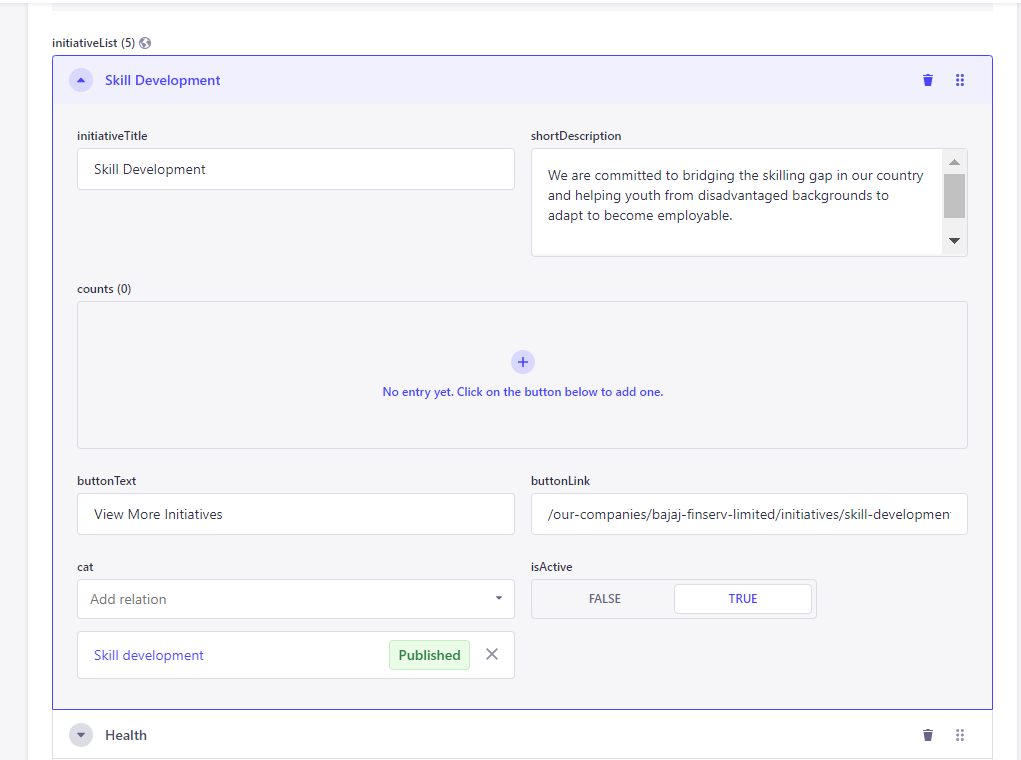 initiativeList (5)
Skill Development
initiativeTitle
shortDescription
Skill Development
We are committed to bridging the skilling gap in our country
and helping youth from disadvantaged backgrounds to
adapt to become employable.
counts (0)
No entry yet. Click on the button below to add one.
buttonText
buttonLink
View More Initiatives
/our-companies/bajaj-finserv-limited/initiatives/skill-developmen
cat
isActive
Add relation
FALSE
TRUE
Skill development
Published
Health